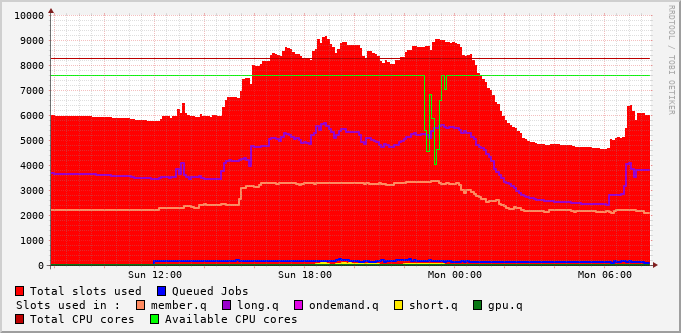 10000
9000
8000
7000
6000
5000
4000
3000
2000
1000
0
Sun 12:00 Sun 18:00 Mon 00:00 Mon 06:00
RRDTOOL / TOBI OETIKER
Total slots used Queued Jobs
Slots used in : member.q long.q ondemand.q short.q gpu.q
Total CPU cores Available CPU cores